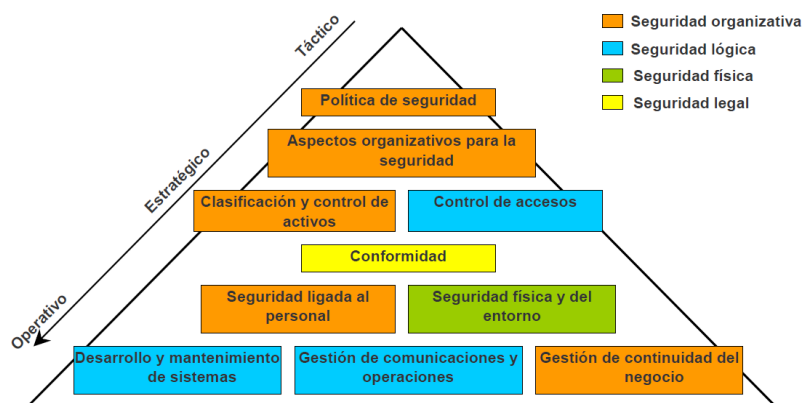 Táctico
Estratégico
Operativo
Seguridad organizativa
Seguridad lógica
Seguridad física
Seguridad legal
Política de seguridad
Aspectos organizativos para la
seguridad
Clasificación y control de
activos
Control de accesos
Conformidad
Seguridad ligada al
personal
Seguridad física y del
entorno
Desarrollo y mantenimiento
de sistemas
Gestión de comunicaciones y
operaciones
Gestión de continuidad del
negocio